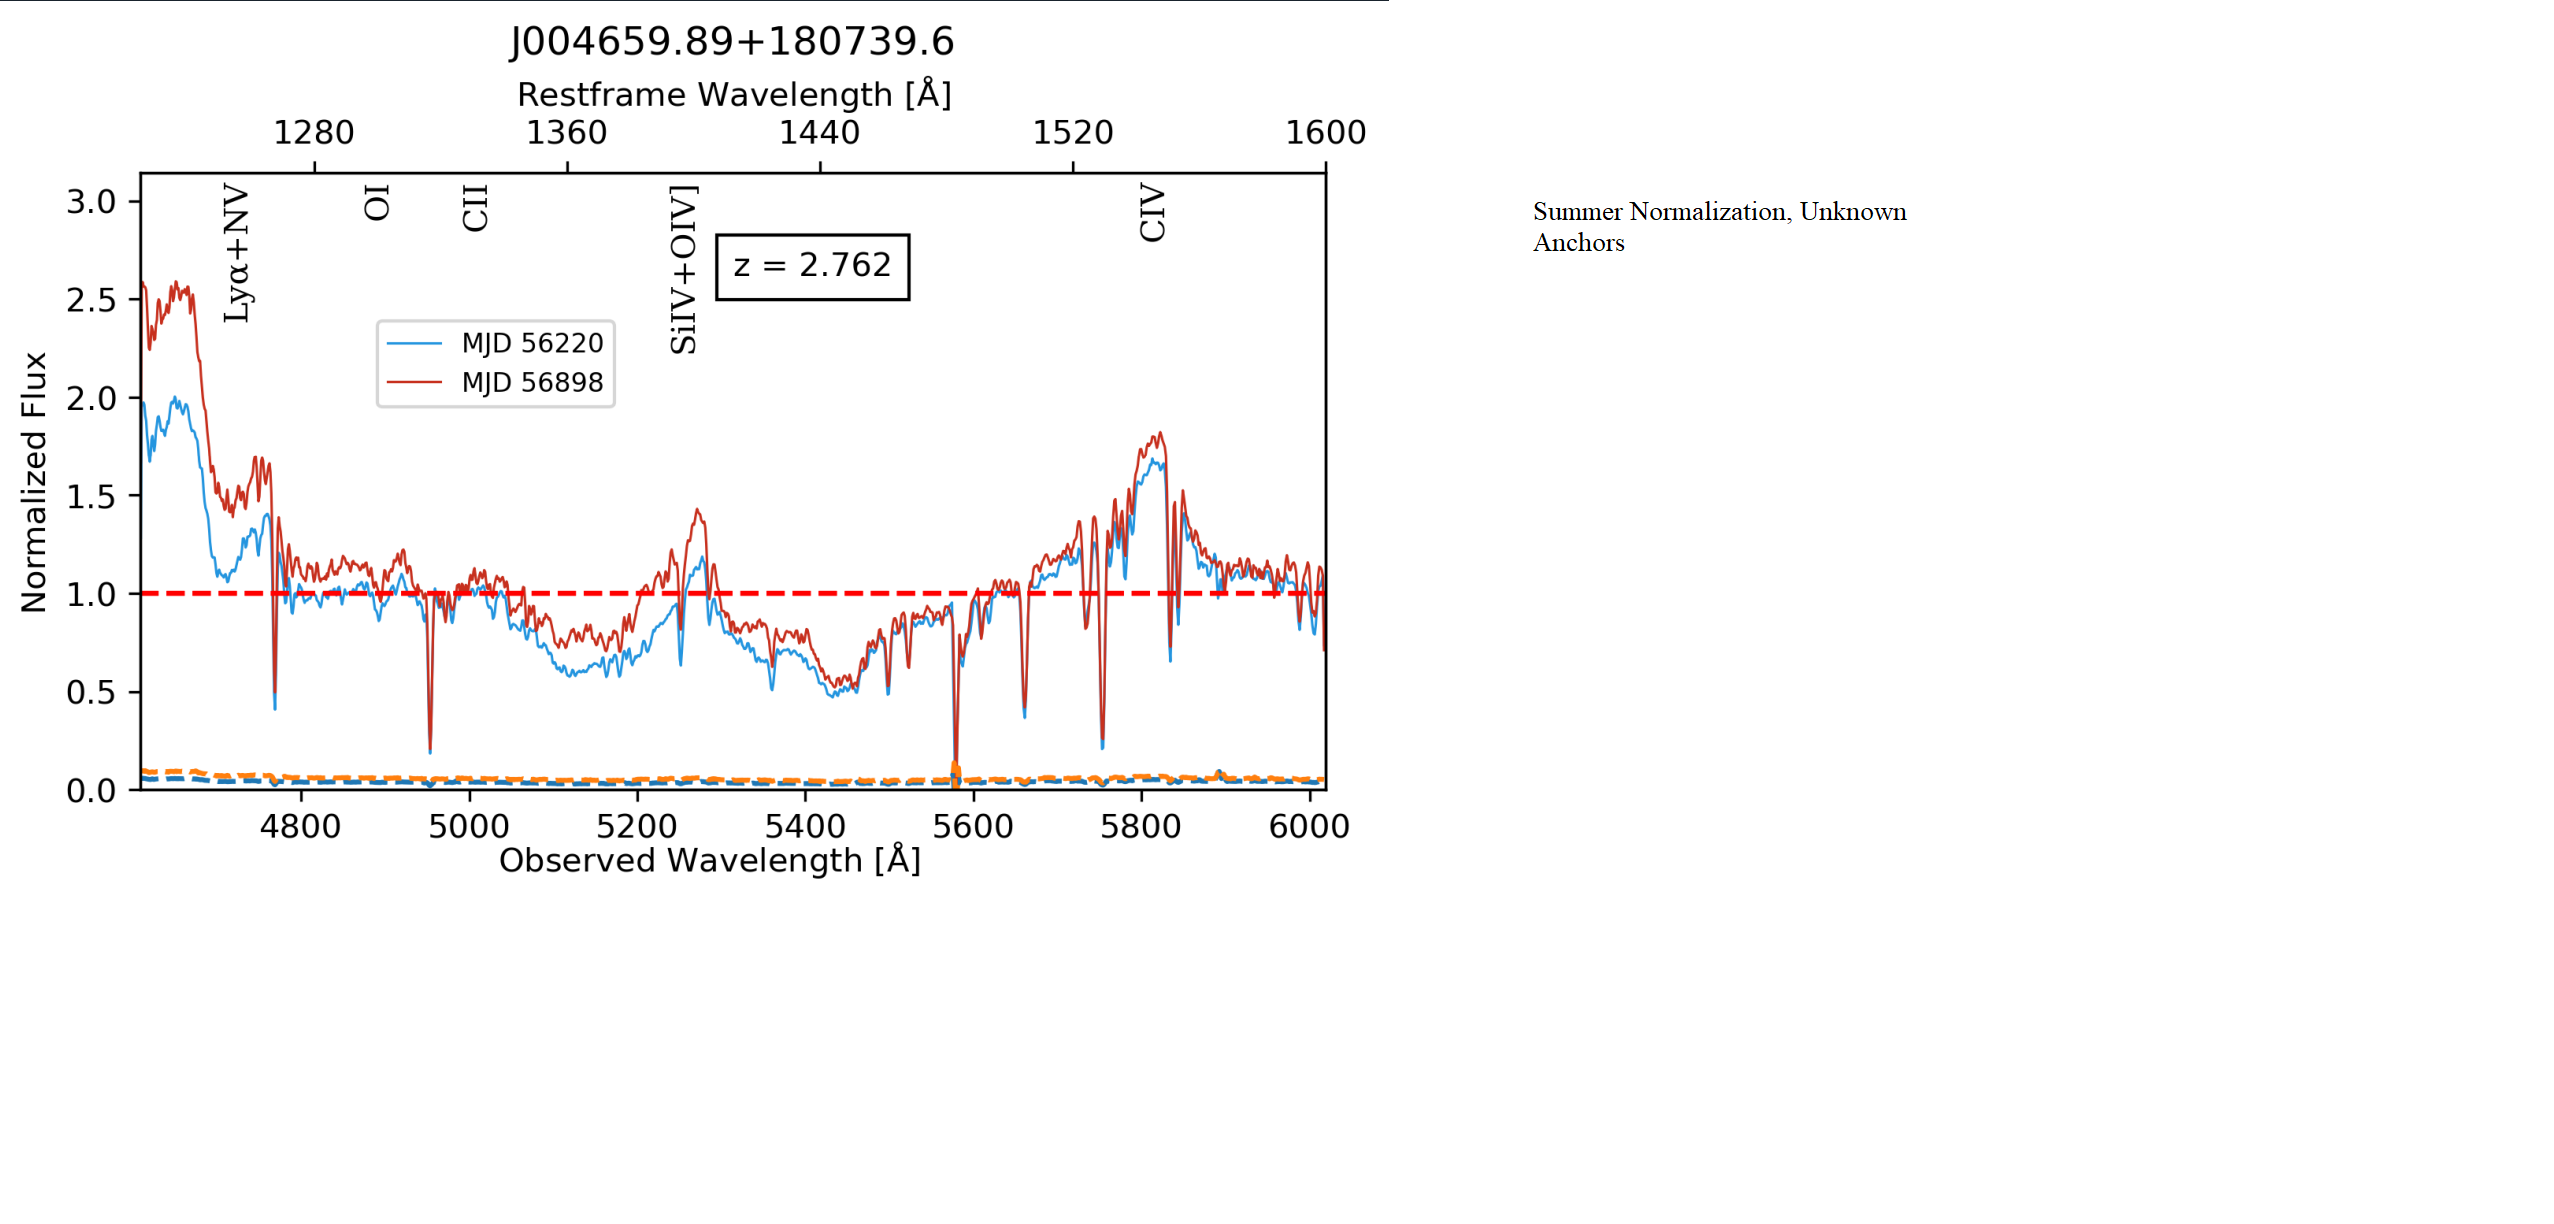 J004659.89+180739.6
Restframe Wavelength [Å]
1280 1360 1440 1520 1600
Lyα+NV
OI
CII
SiIV+OIV]
CIV
z = 2.762
MJD 56220
MJD 56898
Normalized Flux
3.0
2.5
2.0
1.5
1.0
0.5
0.0
4800 5000 5200 5400 5600 5800 6000
Observed Wavelength [Å]
Summer Normalization, Unknown
Anchors